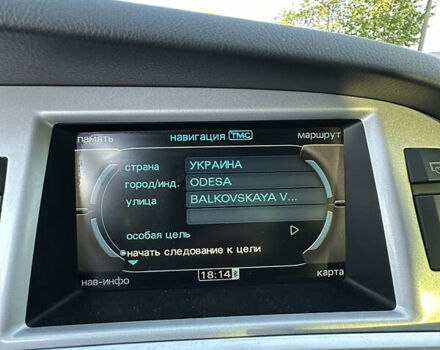 память
навигация TMC
маршрут
страна УКРАИНА
город/инд. ODESA
улица BALKOVSKAYA V...
особая цель
начать следование к цели
нав-инфо
18:14
карта